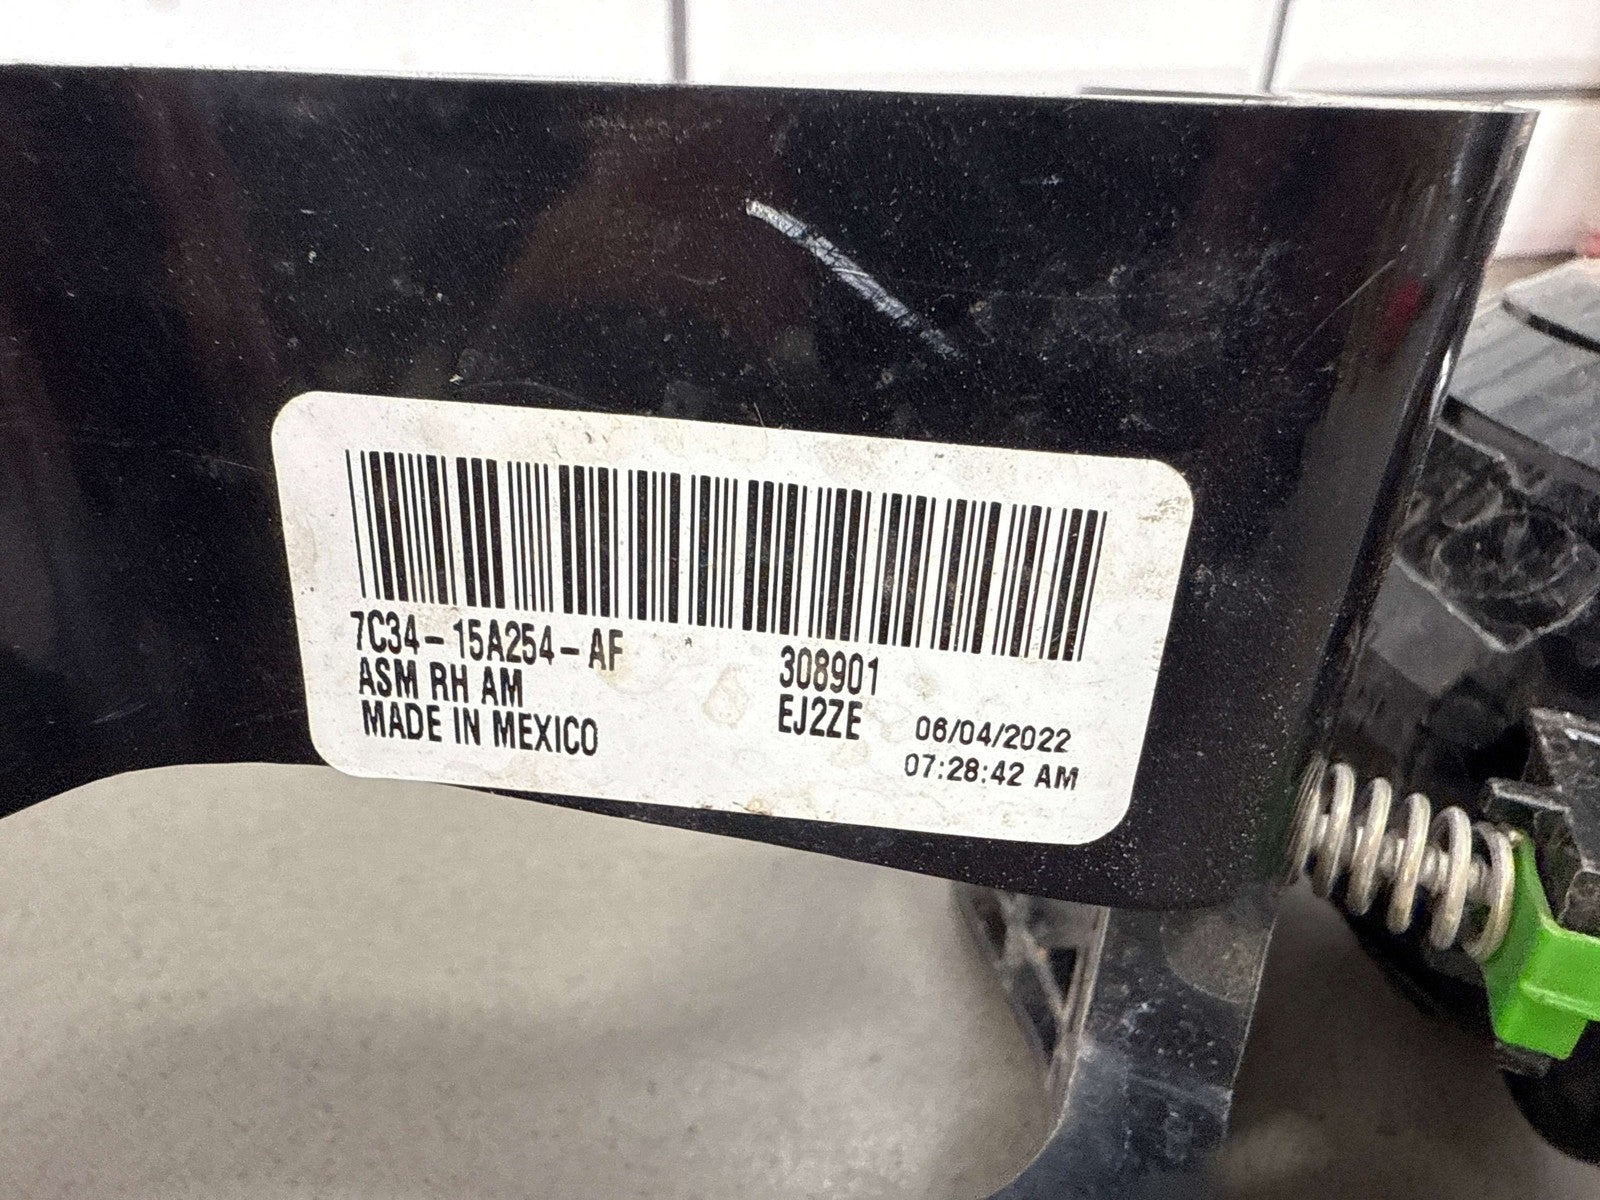 7C34-15A254-AF
ASM RH AM
MADE IN MEXICO
308901
EJ2ZE
06/04/2022
07:28:42 AM